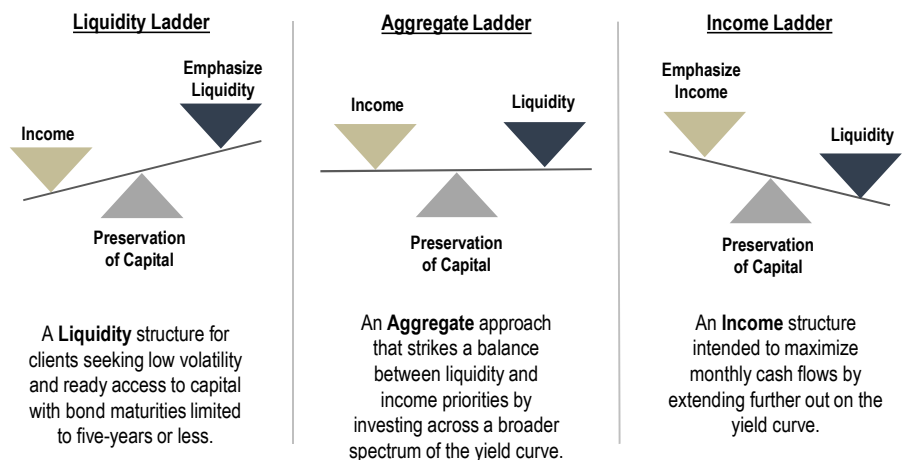 Liquidity Ladder
Emphasize
Liquidity
Income
Preservation
of Capital
A Liquidity structure for
clients seeking low volatility
and ready access to capital
with bond maturities limited
to five-years or less.
Aggregate Ladder
Income
Liquidity
Preservation
of Capital
An Aggregate approach
that strikes a balance
between liquidity and
income priorities by
investing across a broader
spectrum of the yield curve.
Income Ladder
Emphasize
Income
Liquidity
Preservation
of Capital
An Income structure
intended to maximize
monthly cash flows by
extending further out on the
yield curve.